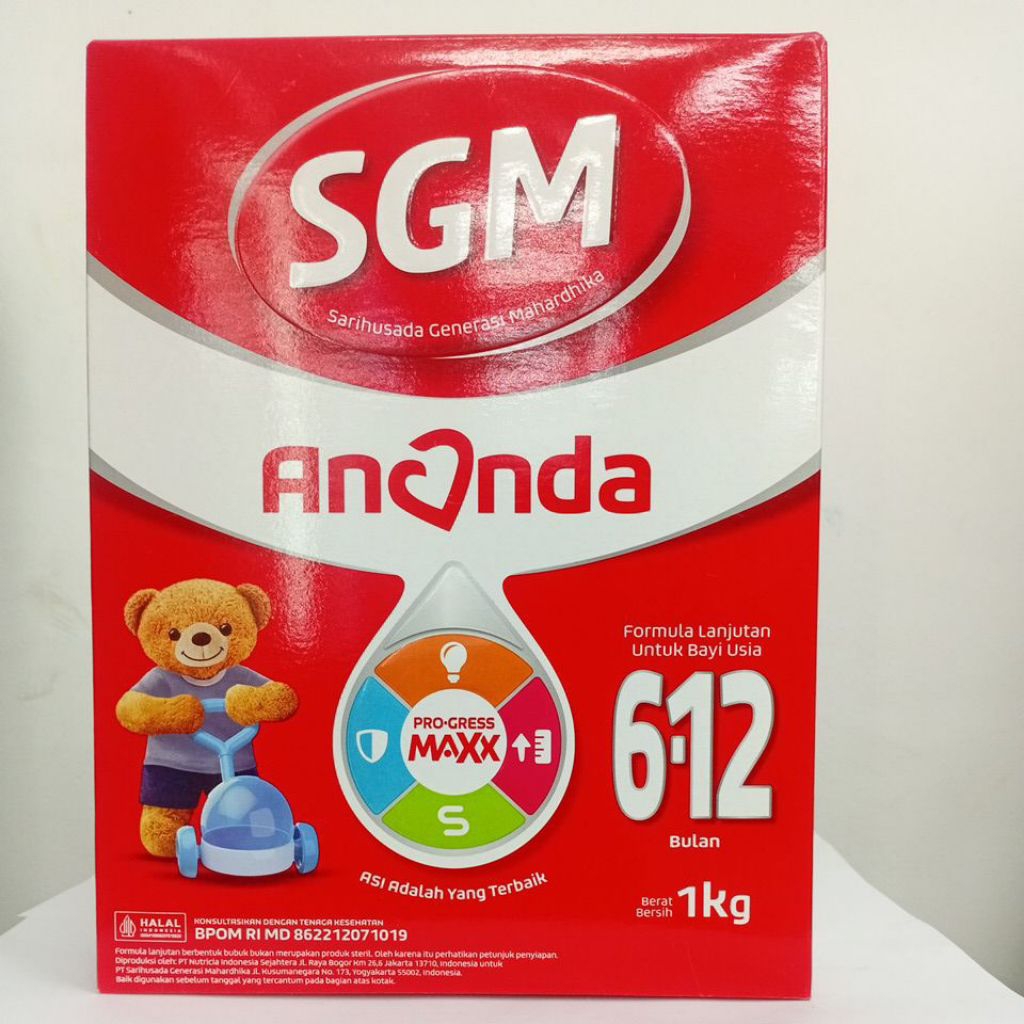 SGM
Sarihusada Generasi Mahardhika
Ananda
PRO-GRESS
MAXX
S
Formula Lanjutan
Untuk Bayi Usia
6-12
Bulan
ASI Adalah Yang Terbaik
Berat
Bersih
1kg
HALAL
INDONESIA
KONSULTASIKAN DENGAN TENAGA KESEHATAN
BPOM RI MD 862212071019
Formula lanjutan berbentuk bubuk bukan merupakan produk steril. Oleh karena itu perhatikan petunjuk penyiapan.
Diproduksi oleh: PT Nutricia Indonesia Sejahtera Jl. Raya Bogor Km 26,6 Jakarta 13710, Indonesia untuk
PT Sarihusada Generasi Mahardhika Jl. Kusumanegara No. 173, Yogyakarta 55002, Indonesia.
Baik digunakan sebelum tanggal yang tercantum pada bagian atas kotak.